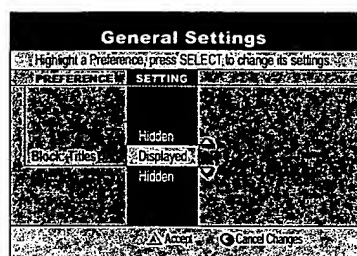 General Settings
Highlight a Preference, press SELECT to change its settings.
PREFERENCE SETTING
Hidden
Block: Titles Displayed
Hidden
Accept Cancel Changes